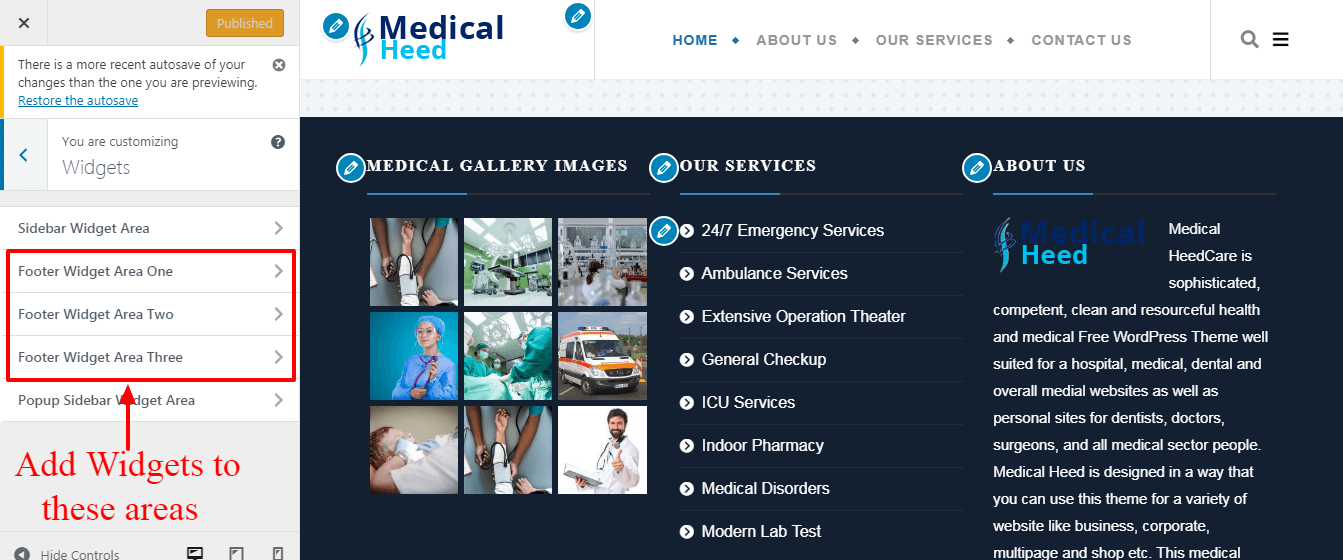 Published
There is a more recent autosave of your
changes than the one you are previewing.
Restore the autosave
You are customizing
Widgets
Sidebar Widget Area
Footer Widget Area One
Footer Widget Area Two
Footer Widget Area Three
Popup Sidebar Widget Area
Add Widgets to
these areas
Hide Controls
Medical
Heed
HOME ABOUT US OUR SERVICES CONTACT US
MEDICAL GALLERY IMAGES
OUR SERVICES
24/7 Emergency Services
Ambulance Services
Extensive Operation Theater
General Checkup
ICU Services
Indoor Pharmacy
Medical Disorders
Modern Lab Test
ABOUT US
Medical
Heed
Medical
HeedCare is
sophisticated,
competent, clean and resourceful health
and medical Free WordPress Theme well
suited for a hospital, medical, dental and
overall medial websites as well as
personal sites for dentists, doctors,
surgeons, and all medical sector people.
Medical Heed is designed in a way that
you can use this theme for a variety of
website like business, corporate,
multipage and shop etc. This medical